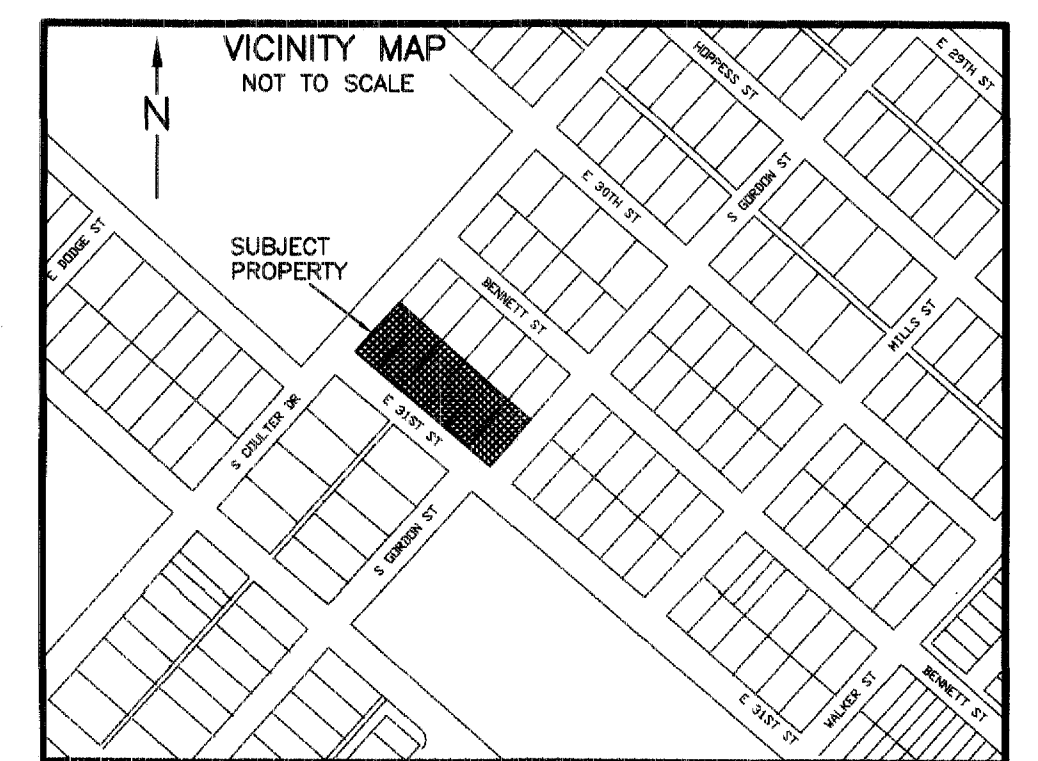 VICINITY MAP
NOT TO SCALE
N
HOPPESS ST
E 29TH ST
S GORDON ST
E 30TH ST
E DODGE ST
SUBJECT
PROPERTY
BENNETT ST
MILLS ST
E 31ST ST
S COULTER DR
S GORDON ST
BENNETT ST
WALKER ST
E 31ST ST